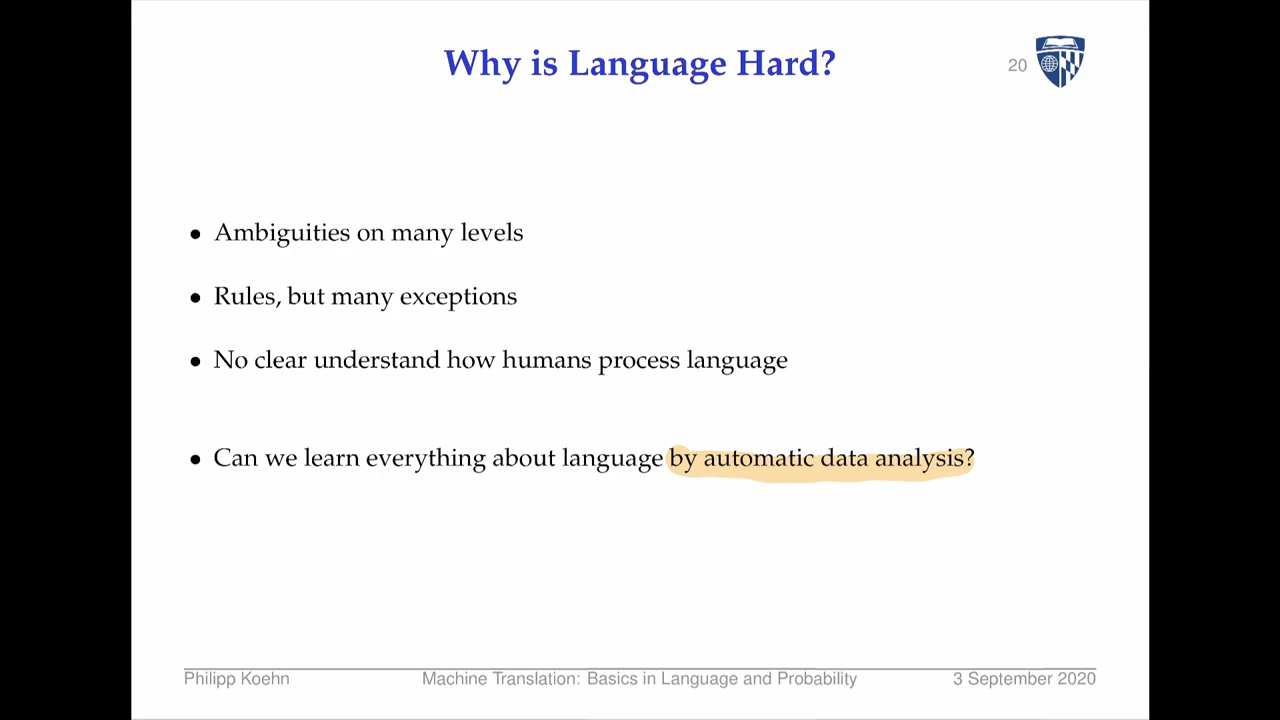 Why is Language Hard?
20
• Ambiguities on many levels
• Rules, but many exceptions
• No clear understand how humans process language
• Can we learn everything about language by automatic data analysis?
Philipp Koehn Machine Translation: Basics in Language and Probability 3 September 2020